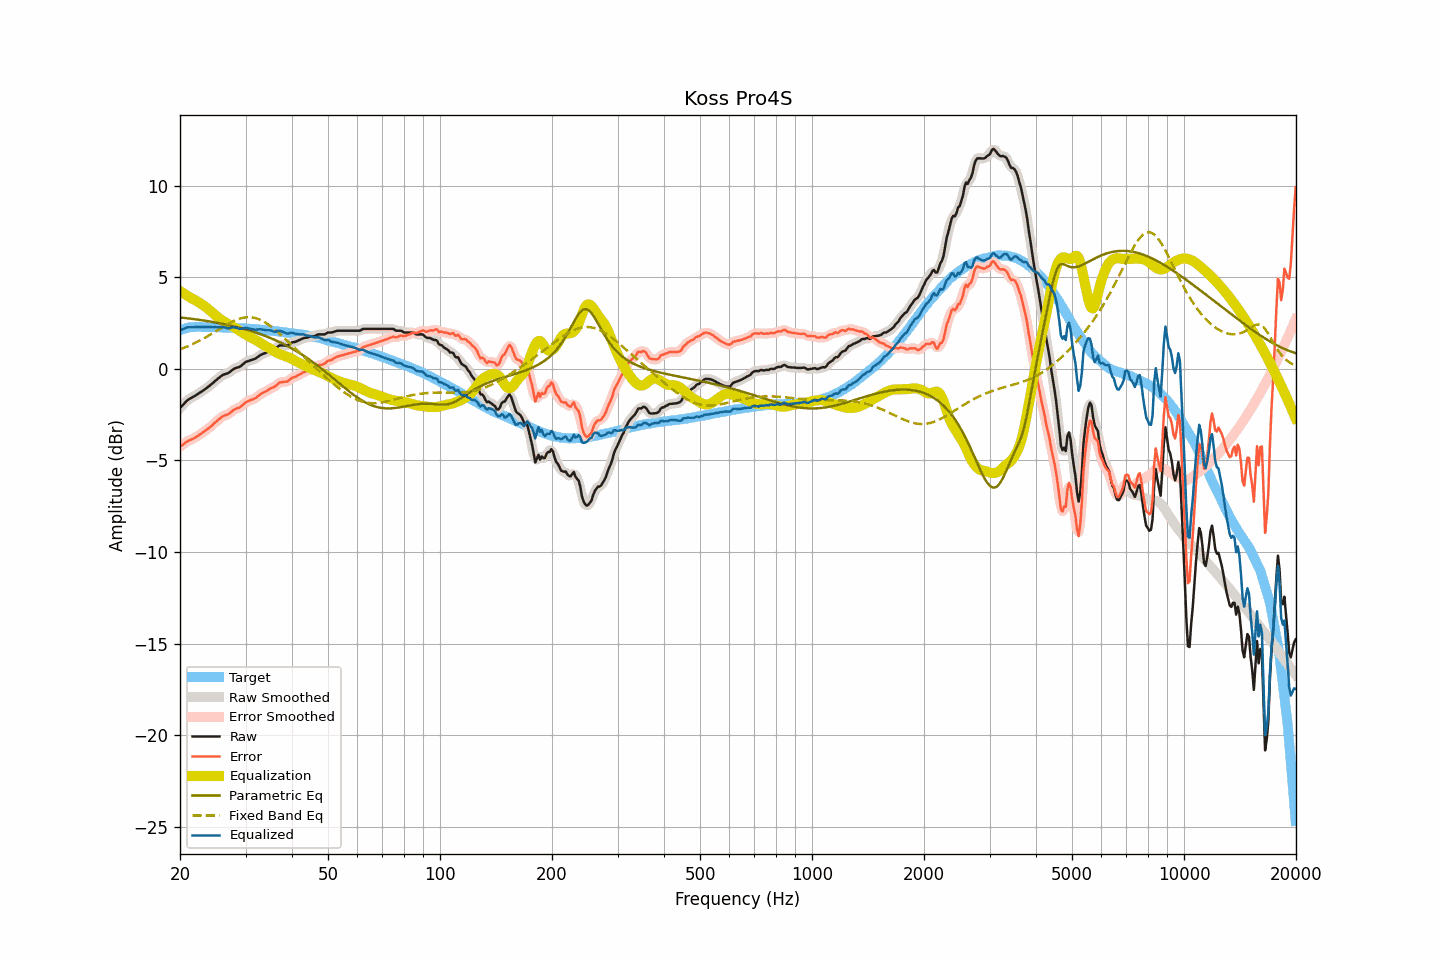 Koss Pro4S
Amplitude (dBr)
10
5
0
−5
−10
−15
−20
−25
Target
Raw Smoothed
Error Smoothed
Raw
Error
Equalization
Parametric Eq
Fixed Band Eq
Equalized
20 50 100 200 500 1000 2000 5000 10000 20000
Frequency (Hz)